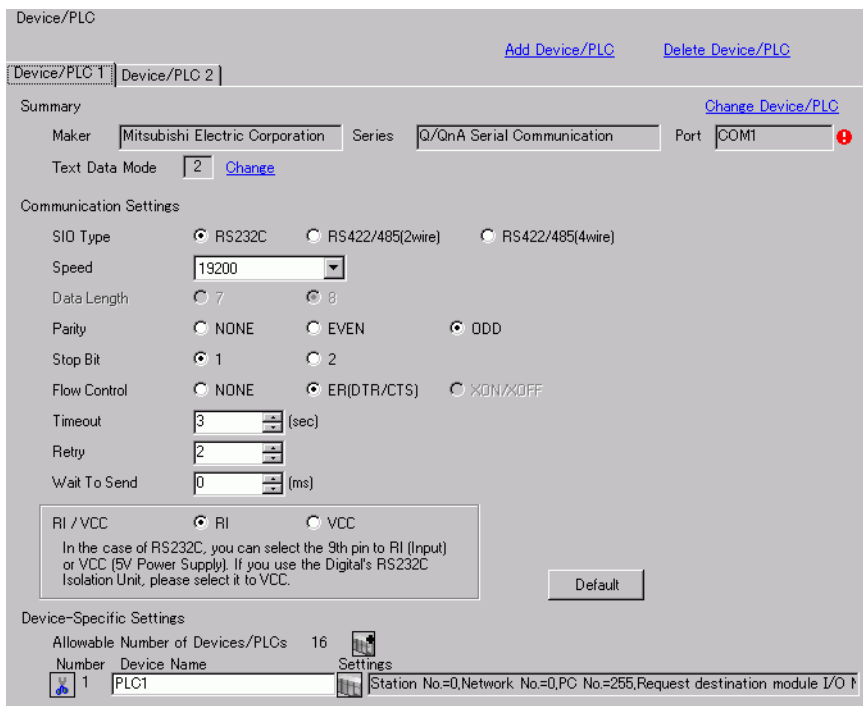 Device/PLC
Add Device/PLC Delete Device/PLC
Device/PLC 1 Device/PLC 2
Summary Change Device/PLC
Maker Mitsubishi Electric Corporation Series Q/QnA Serial Communication Port COM1
Text Data Mode 2 Change
Communication Settings
SIO Type RS232C RS422/485(2wire) RS422/485(4wire)
Speed 19200
Data Length 7 8
Parity NONE EVEN ODD
Stop Bit 1 2
Flow Control NONE ER(DTR/CTS) XON/XOFF
Timeout 3 (sec)
Retry 2
Wait To Send 0 (ms)
RI / VCC RI VCC
In the case of RS232C, you can select the 9th pin to RI (Input)
or VCC (5V Power Supply). If you use the Digital's RS232C
Isolation Unit, please select it to VCC.
Default
Device-Specific Settings
Allowable Number of Devices/PLCs 16
Number Device Name Settings
1 PLC1 Station No.=0,Network No.=0,PC No.=255,Request destination module I/O